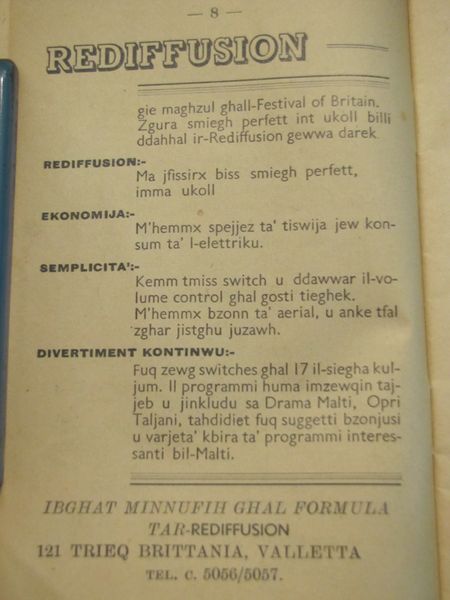 — 8 —
REDIFFUSION
gie maghzul ghall-Festival of Britain.
Zgura smiegh perfett int ukoll billi
ddahhal ir-Rediffusion gewwa darek
REDIFFUSION:-
Ma jfissirx biss smiegh perfett,
imma ukoll
EKONOMIJA:-
M'hemmx spejjez ta' tiswija jew kon-
sum ta' l-elettriku.
SEMPLICITA':-
Kemm tmiss switch u ddawwar il-vo-
lume control ghal gosti tieghek.
M'hemmx bzonn ta' aerial, u anke tfal
zghar jistghu juzawh.
DIVERTIMENT KONTINWU:-
Fuq zewg switches ghal 17 il-siegha kul-
jum. Il programmi huma imzewqin taj-
jeb u jinkludu sa Drama Malti, Opri
Taljani, tahdidiet fuq suggetti bzonjusi
u varjeta' kbira ta' programmi interes-
santi bil-Malti.
IBGHAT MINNUFIH GHAL FORMULA
TAR-REDIFFUSION
121 TRIEQ BRITTANIA, VALLETTA
TEL. C. 5056/5057.